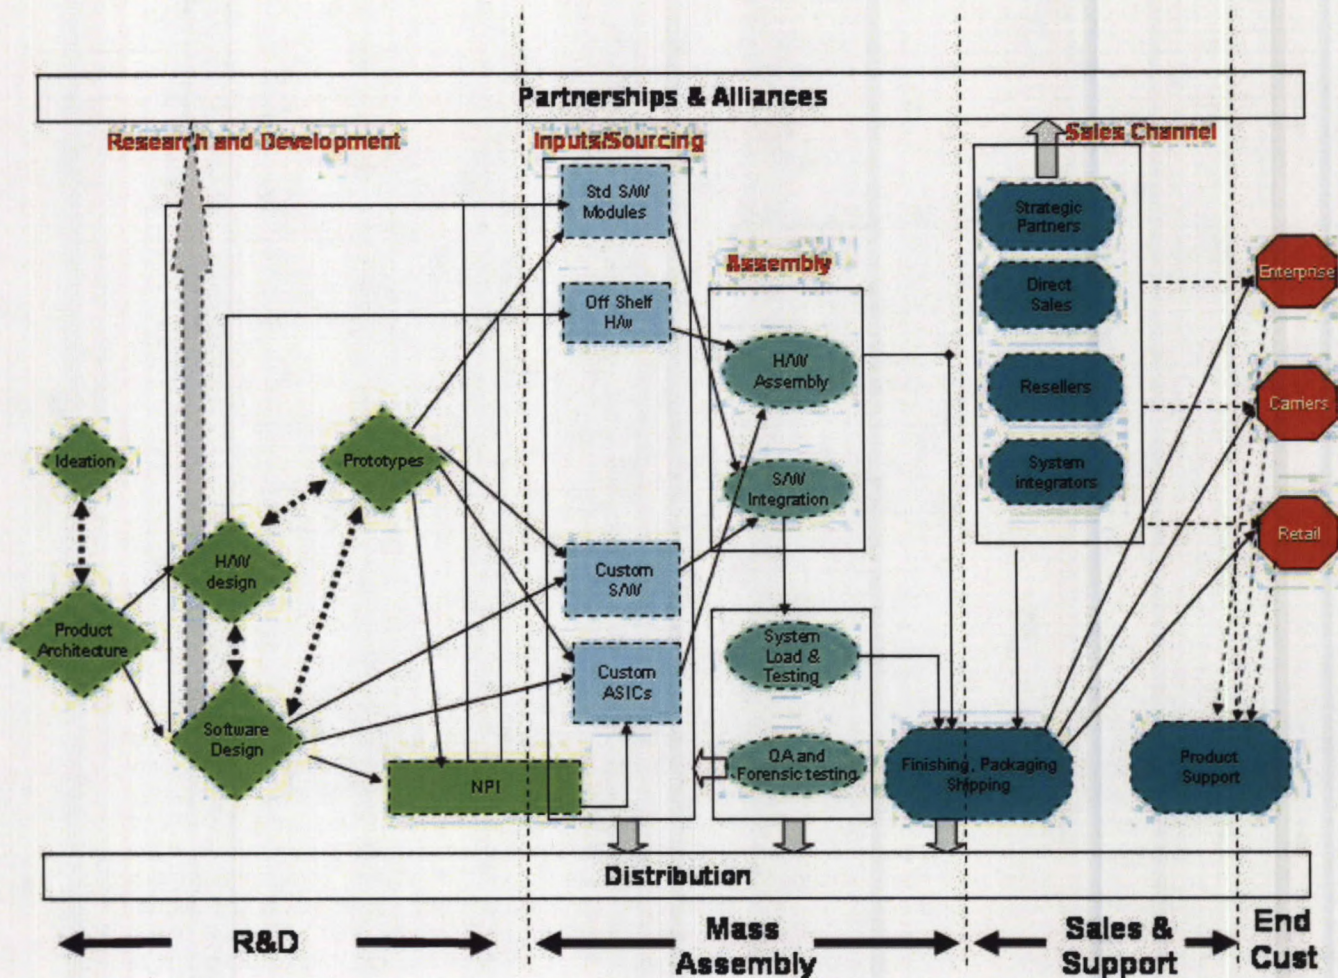 Partnerships & Alliances
Research and Development
Inputs/Sourcing
Sales Channel
Std S/W
Modules
Strategic
Partners
Assembly
Enterprise
Direct
Sales
Off Shelf
H/w
H/W
Assembly
Resellers
Carriers
Ideation
Prototypes
System
integrators
S/W
Integration
Retail
H/W
design
Custom
S/W
Product
Architecture
System
Load &
Testing
Custom
ASICs
Software
Design
QA and
Forensic testing
Finishing, Packaging
Shipping
Product
Support
NPI
Distribution
R&D
Mass
Assembly
Sales &
Support
End
Cust